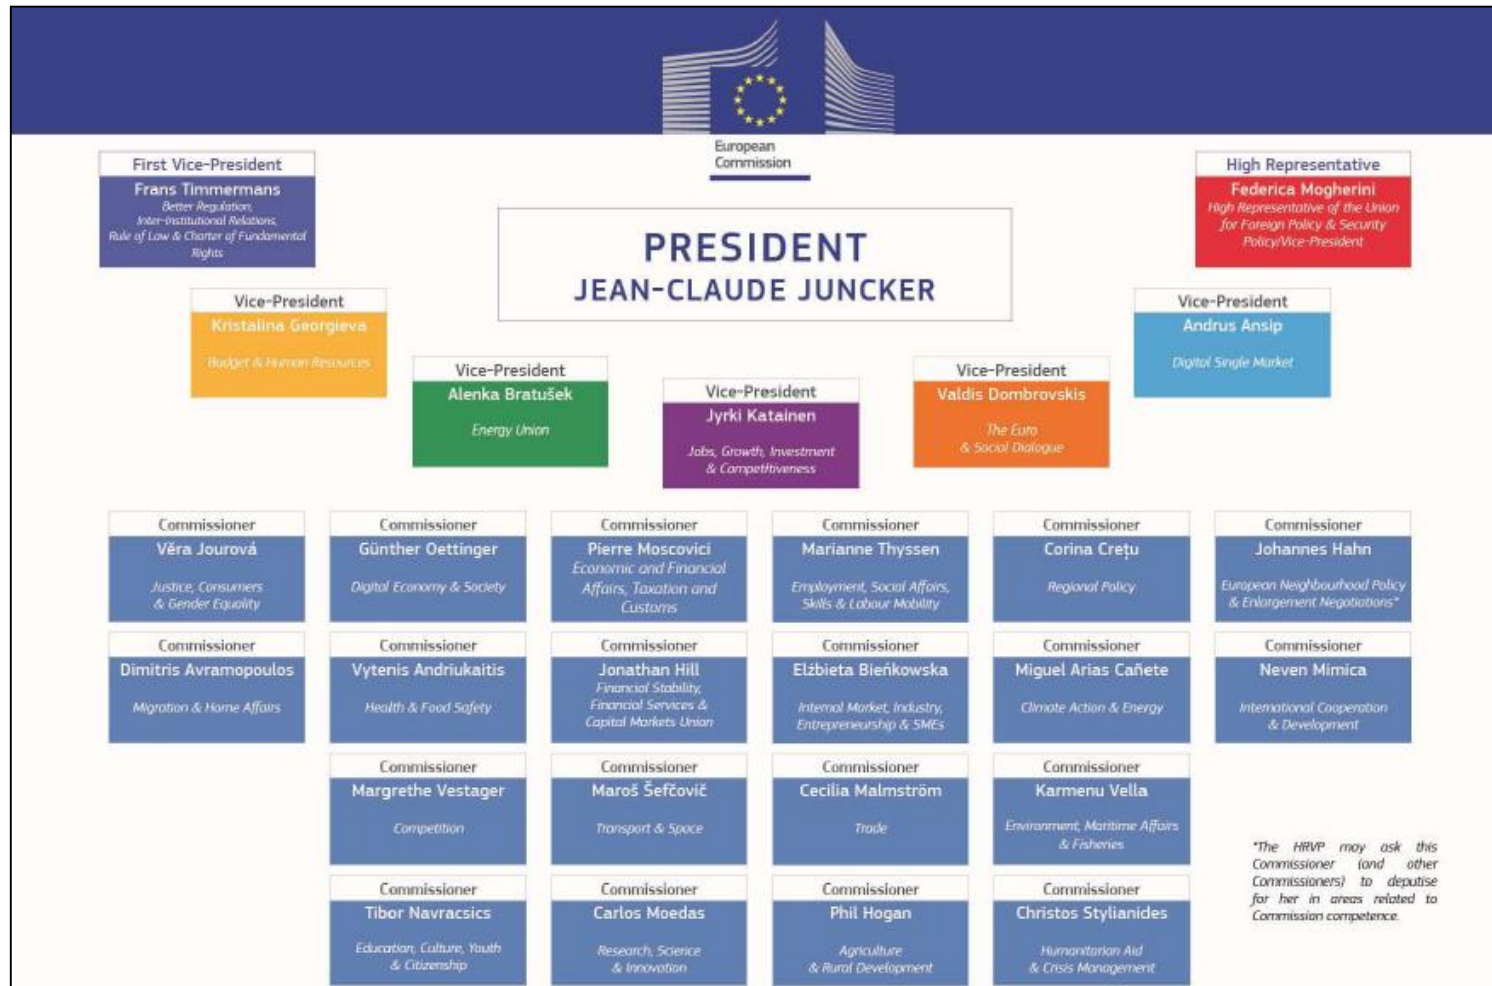 European
Commission
First Vice-President
Frans Timmermans
Better Regulation,
Inter-Institutional Relations,
Rule of Law & Charter of Fundamental
Rights
High Representative
Federica Mogherini
High Representative of the Union
for Foreign Policy & Security
Policy/Vice-President
PRESIDENT
JEAN-CLAUDE JUNCKER
Vice-President
Kristalina Georgieva
Budget & Human Resources
Vice-President
Alenka Bratušek
Energy Union
Vice-President
Jyrki Katainen
Jobs, Growth, Investment
& Competitiveness
Vice-President
Valdis Dombrovskis
The Euro
& Social Dialogue
Vice-President
Andrus Ansip
Digital Single Market
Commissioner
Věra Jourová
Justice, Consumers
& Gender Equality
Commissioner
Günther Oettinger
Digital Economy & Society
Commissioner
Pierre Moscovici
Economic and Financial
Affairs, Taxation and
Customs
Commissioner
Marianne Thyssen
Employment, Social Affairs,
Skills & Labour Mobility
Commissioner
Corina Crețu
Regional Policy
Commissioner
Johannes Hahn
European Neighbourhood Policy
& Enlargement Negotiations*
Commissioner
Dimitris Avramopoulos
Migration & Home Affairs
Commissioner
Vytenis Andriukaitis
Health & Food Safety
Commissioner
Jonathan Hill
Financial Stability,
Financial Services &
Capital Markets Union
Commissioner
Elżbieta Bieńkowska
Internal Market, Industry,
Entrepreneurship & SMEs
Commissioner
Miguel Arias Cañete
Climate Action & Energy
Commissioner
Neven Mimica
International Cooperation
& Development
Commissioner
Margrethe Vestager
Competition
Commissioner
Maroš Šefčovič
Transport & Space
Commissioner
Cecilia Malmström
Trade
Commissioner
Karmenu Vella
Environment, Maritime Affairs
& Fisheries
Commissioner
Tibor Navracsics
Education, Culture, Youth
& Citizenship
Commissioner
Carlos Moedas
Research, Science
& Innovation
Commissioner
Phil Hogan
Agriculture
& Rural Development
Commissioner
Christos Stylianides
Humanitarian Aid
& Crisis Management
*The HRVP may ask this
Commissioner (and other
Commissioners) to deputise
for her in areas related to
Commission competence.